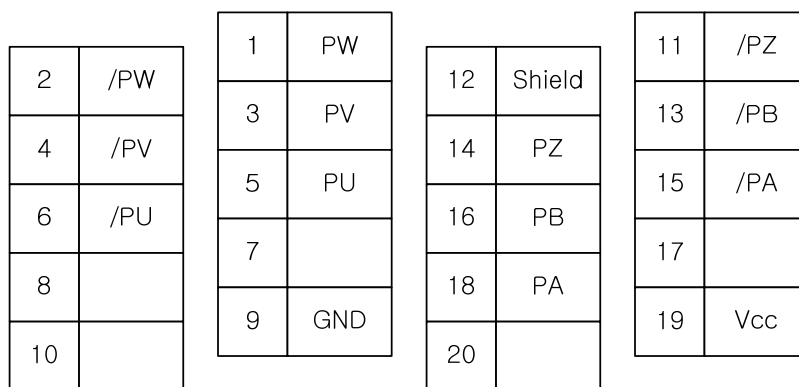 2 /PW
4 /PV
6 /PU
8
10
1 PW
3 PV
5 PU
7
9 GND
12 Shield
14 PZ
16 PB
18 PA
20
11 /PZ
13 /PB
15 /PA
17
19 Vcc